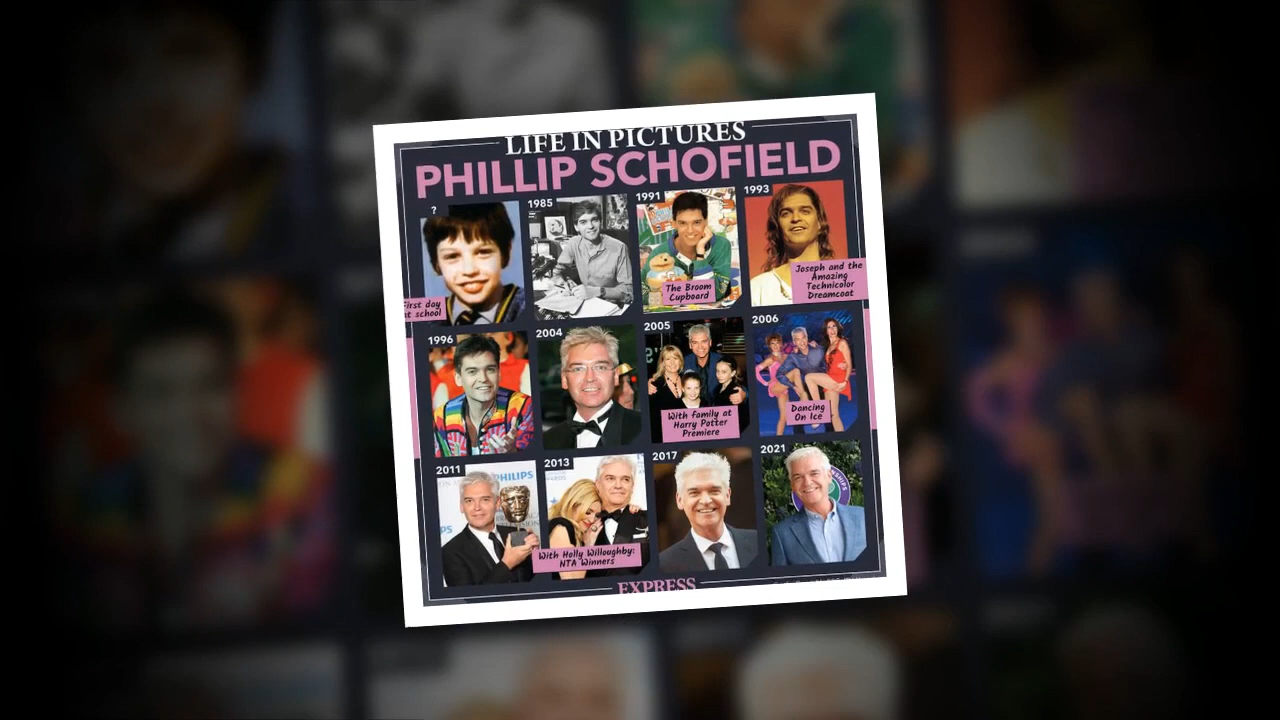 LIFE IN PICTURES
PHILLIP SCHOFIELD
?
First day
at school
1985
1991
The Broom
Cupboard
1993
Joseph and the
Amazing
Technicolor
Dreamcoat
1996
2004
2005
With family at
Harry Potter
Premiere
2006
Dancing
On Ice
2011
PHILIPS
2013
With Holly Willoughby:
NTA Winners
2017
2021
EXPRESS